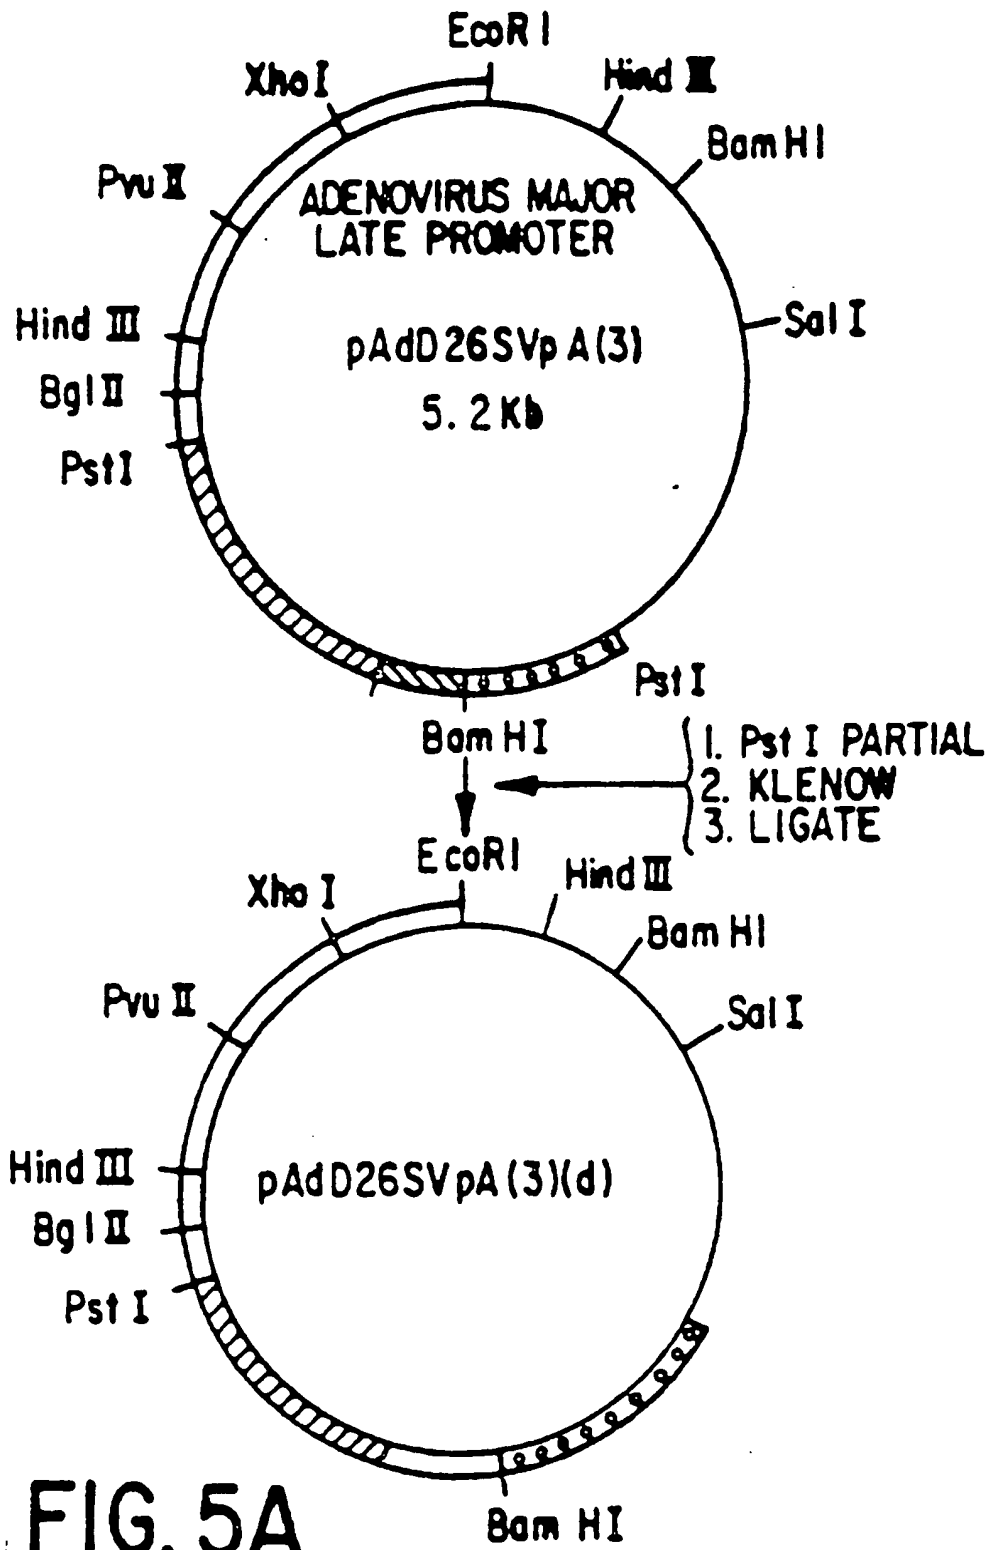 EcoR I
Xho I
Hind III
Bam HI
Pvu II
ADENOVIRUS MAJOR
LATE PROMOTER
Hind III
Sal I
pAdD26SVpA(3)
Bgl II
5.2Kb
Pst I
Pst I
Bam HI
1. Pst I PARTIAL
2. KLENOW
3. LIGATE
EcoRI
Hind III
Xho I
Bam HI
Pvu II
Sal I
Hind III
pAdD26SVpA(3)(d)
Bgl II
Pst I
FIG. 5A
Bam HI